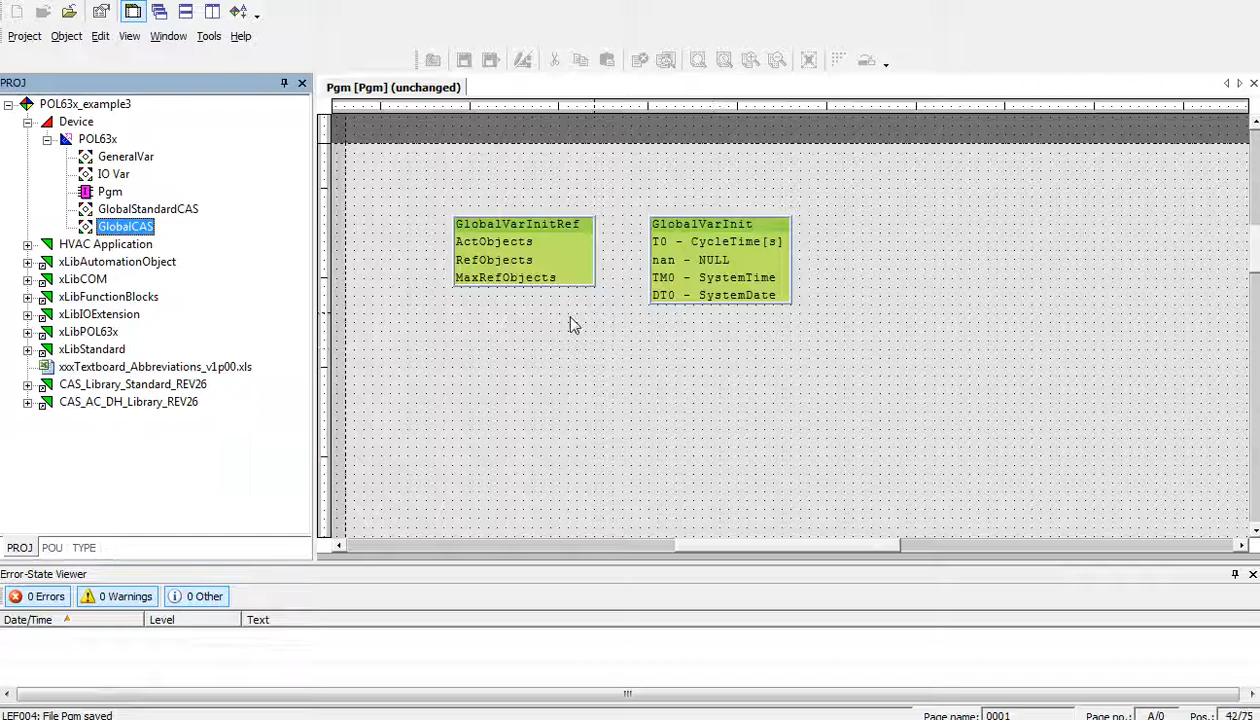 Project Object Edit View Window Tools Help
PROJ
POL63x_example3
Device
POL63x
GeneralVar
IO Var
Pgm
GlobalStandardCAS
GlobalCAS
HVAC Application
xLibAutomationObject
xLibCOM
xLibFunctionBlocks
xLibIOExtension
xLibPOL63x
xLibStandard
xxxTextboard_Abbreviations_v1p00.xls
CAS_Library_Standard_REV26
CAS_AC_DH_Library_REV26
PROJ POU TYPE
Pgm [Pgm] (unchanged)
GlobalVarInitRef
ActObjects
RefObjects
MaxRefObjects
GlobalVarInit
T0 - CycleTime[s]
nan - NULL
TM0 - SystemTime
DT0 - SystemDate
Error-State Viewer
0 Errors 0 Warnings 0 Other
Date/Time Level Text
LEF004: File Pgm saved Page name: 0001 Page no.: A/0 Pos.: 42/75